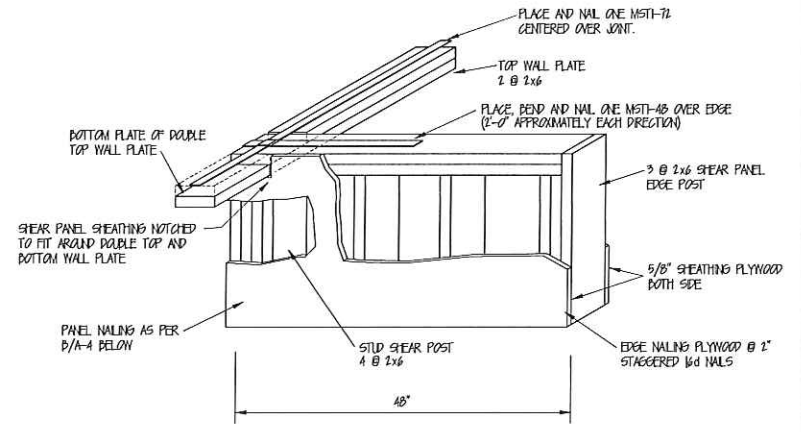 PLACE AND NAIL ONE MSTI-72
CENTERED OVER JOINT.
TOP WALL PLATE
2 @ 2x6
PLACE, BEND AND NAIL ONE MSTI-48 OVER EDGE
(2'-0" APPROXIMATELY EACH DIRECTION)
BOTTOM PLATE OF DOUBLE
TOP WALL PLATE
3 @ 2x6 SHEAR PANEL
EDGE POST
SHEAR PANEL SHEATHING NOTCHED
TO FIT AROUND DOUBLE TOP AND
BOTTOM WALL PLATE
5/8" SHEATHING PLYWOOD
BOTH SIDE
PANEL NAILING AS PER
B/A-4 BELOW
STUD SHEAR POST
4 @ 2x6
EDGE NAILING PLYWOOD @ 2"
STAGGERED 16d NAILS
48"